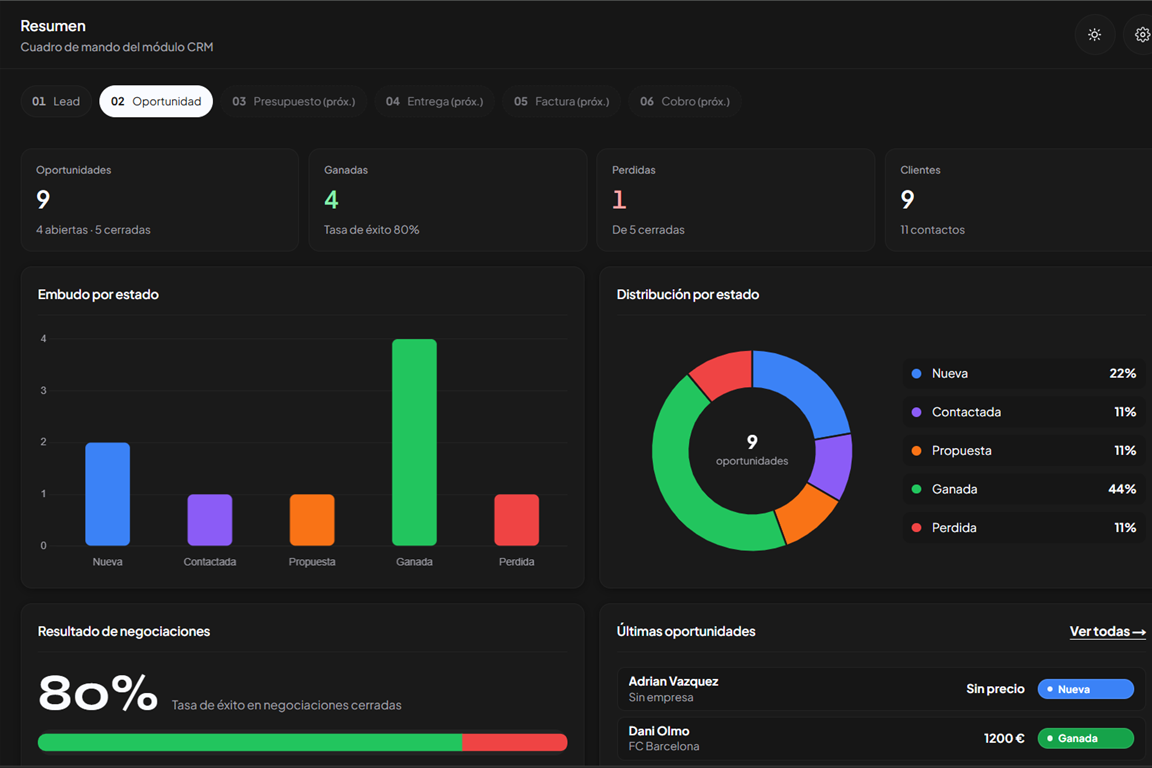 Resumen
Cuadro de mando del módulo CRM
01 Lead 02 Oportunidad 03 Presupuesto (próx.) 04 Entrega (próx.) 05 Factura (próx.) 06 Cobro (próx.)
Oportunidades
9
4 abiertas · 5 cerradas
Ganadas
4
Tasa de éxito 80%
Perdidas
1
De 5 cerradas
Clientes
9
11 contactos
Embudo por estado
4
3
2
1
0
Nueva Contactada Propuesta Ganada Perdida
Distribución por estado
9
oportunidades
Nueva 22%
Contactada 11%
Propuesta 11%
Ganada 44%
Perdida 11%
Resultado de negociaciones
80% Tasa de éxito en negociaciones cerradas
Últimas oportunidades Ver todas →
Adrian Vazquez
Sin empresa
Sin precio Nueva
Dani Olmo
FC Barcelona
1200 € Ganada